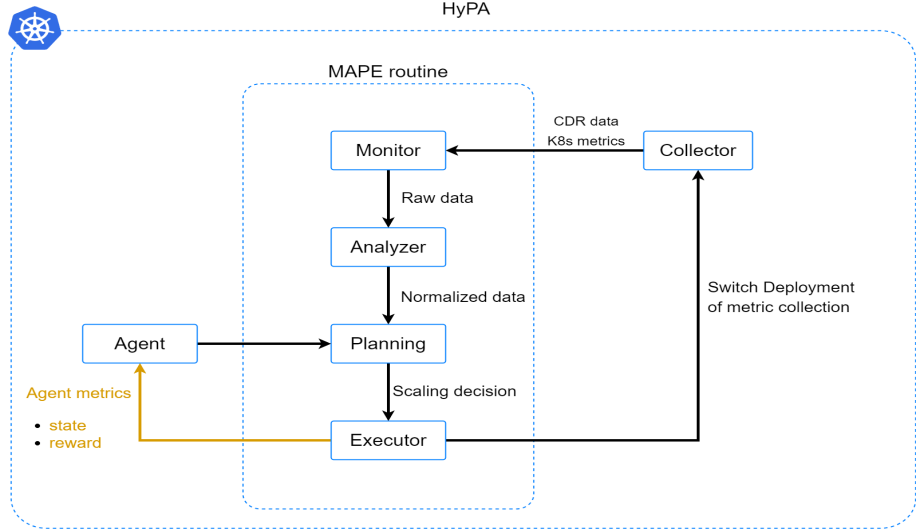 HyPA
MAPE routine
CDR data
K8s metrics
Monitor
Collector
Raw data
Analyzer
Switch Deployment
of metric collection
Normalized data
Agent
Planning
Scaling decision
Agent metrics
state
reward
Executor